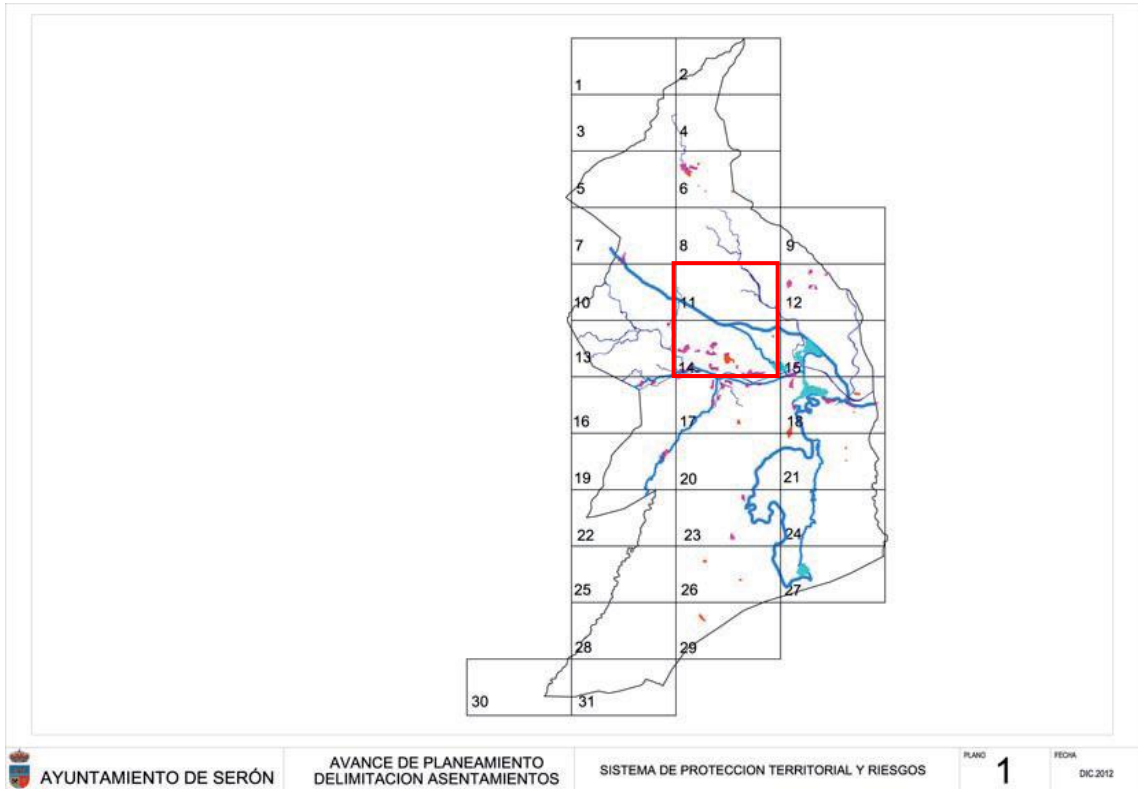 1 2
3 4
5 6
7 8 9
10 11 12
13 14 15
16 17 18
19 20 21
22 23 24
25 26 27
28 29
30 31
AYUNTAMIENTO DE SERÓN
AVANCE DE PLANEAMIENTO
DELIMITACION ASENTAMIENTOS
SISTEMA DE PROTECCION TERRITORIAL Y RIESGOS
PLANO
1
FECHA
DIC.2012